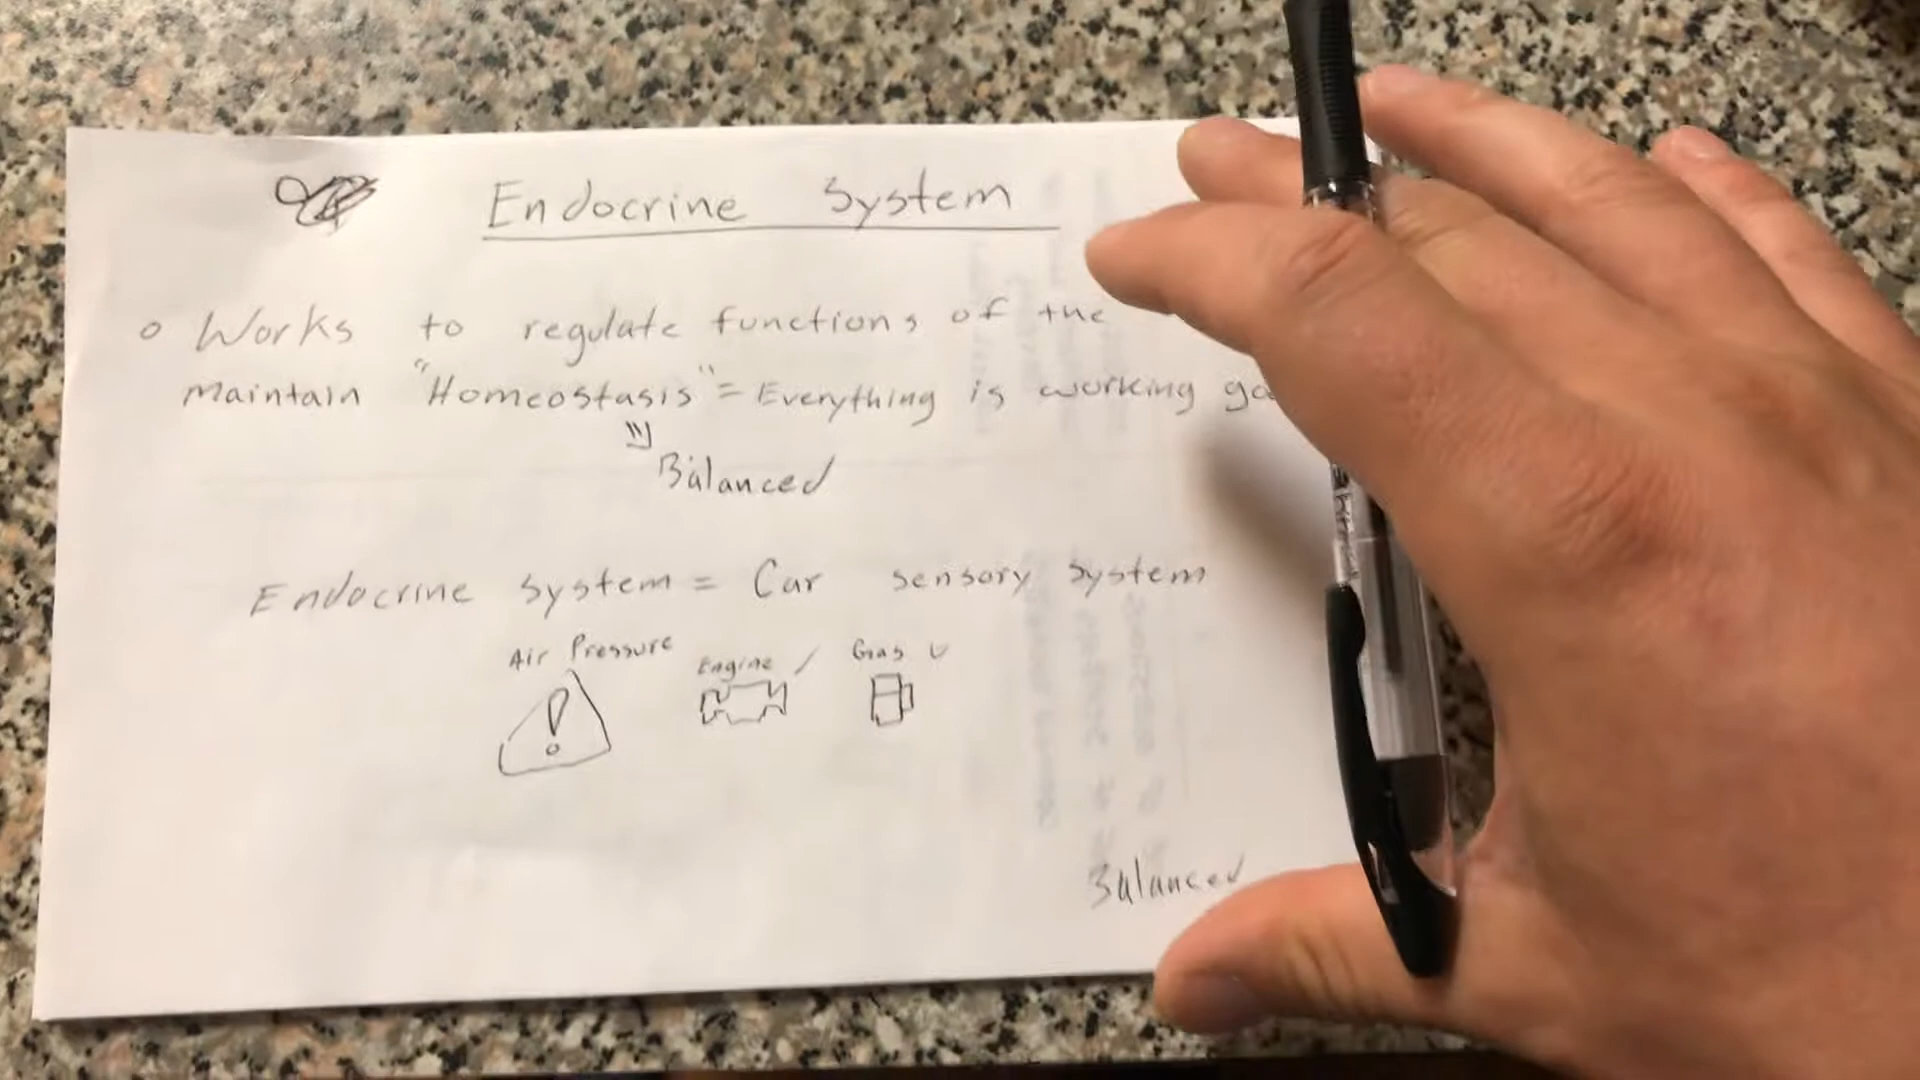 Endocrine System
o Works to regulate functions of the
maintain "Homeostasis" = Everything is working
Balanced
Endocrine System = Car sensory system
Air Pressure Engine Gas
!
Balanced